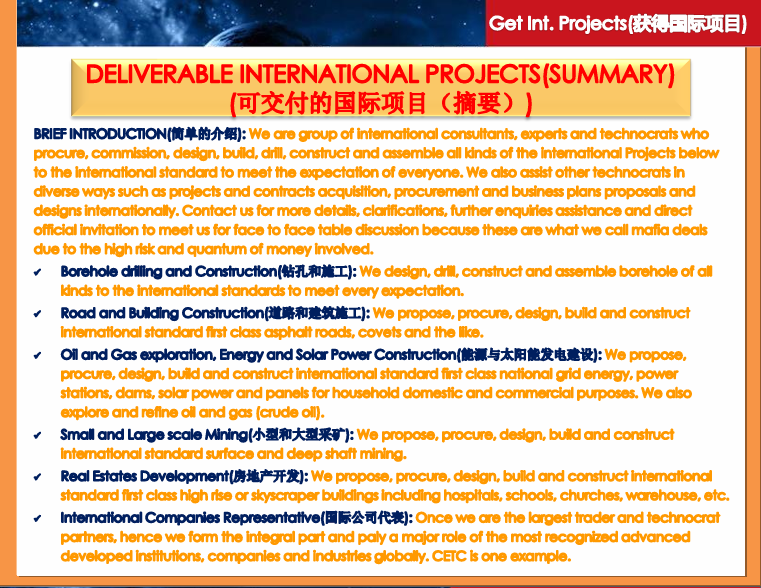 Get Int. Projects(获得国际项目)
DELIVERABLE INTERNATIONAL PROJECTS(SUMMARY)
(可交付的国际项目（摘要）)
BRIEF INTRODUCTION(简单的介绍): We are group of international consultants, experts and technocrats who
procure, commission, design, build, drill, construct and assemble all kinds of the international Projects below
to the international standard to meet the expectation of everyone. We also assist other technocrats in
diverse ways such as projects and contracts acquisition, procurement and business plans proposals and
designs internationally. Contact us for more details, clarifications, further enquiries assistance and direct
official invitation to meet us for face to face table discussion because these are what we call mafia deals
due to the high risk and quantum of money involved.
✔ Borehole drilling and Construction(钻孔和施工): We design, drill, construct and assemble borehole of all
kinds to the international standards to meet every expectation.
✔ Road and Building Construction(道路和建筑施工): We propose, procure, design, build and construct
international standard first class asphalt roads, covets and the like.
✔ Oil and Gas exploration, Energy and Solar Power Construction(能源与太阳能发电建设): We propose,
procure, design, build and construct international standard first class national grid energy, power
stations, dams, solar power and panels for household domestic and commercial purposes. We also
explore and refine oil and gas (crude oil).
✔ Small and Large scale Mining(小型和大型采矿): We propose, procure, design, build and construct
international standard surface and deep shaft mining.
✔ Real Estates Development(房地产开发): We propose, procure, design, build and construct international
standard first class high rise or skyscraper buildings including hospitals, schools, churches, warehouse, etc.
✔ International Companies Representative(国际公司代表): Once we are the largest trader and technocrat
partners, hence we form the integral part and paly a major role of the most recognized advanced
developed institutions, companies and industries globally. CETC is one example.